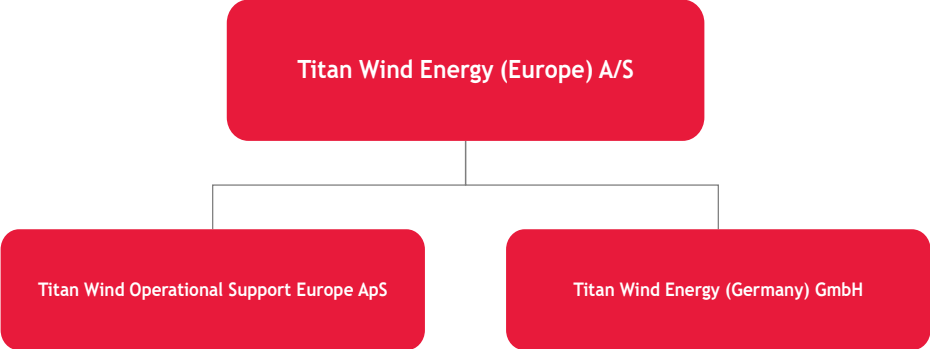 Titan Wind Energy (Europe) A/S
Titan Wind Operational Support Europe ApS
Titan Wind Energy (Germany) GmbH